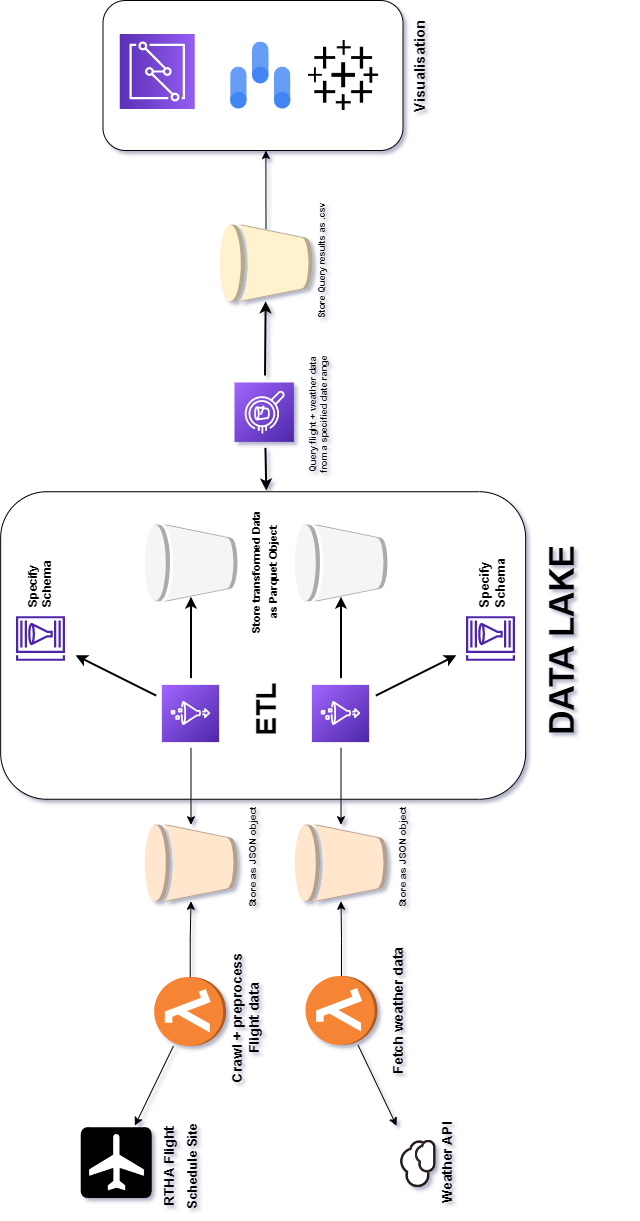 RTHA Flight
Schedule Site
Crawl + preprocess
Flight data
Store as JSON object
Specify
Schema
ETL
Store transformed Data
as Parquet Object
Weather API
Fetch weather data
Store as JSON object
Specify
Schema
DATA LAKE
Query flight + weather data
from a specified date range
Store Query results as .csv
Visualisation